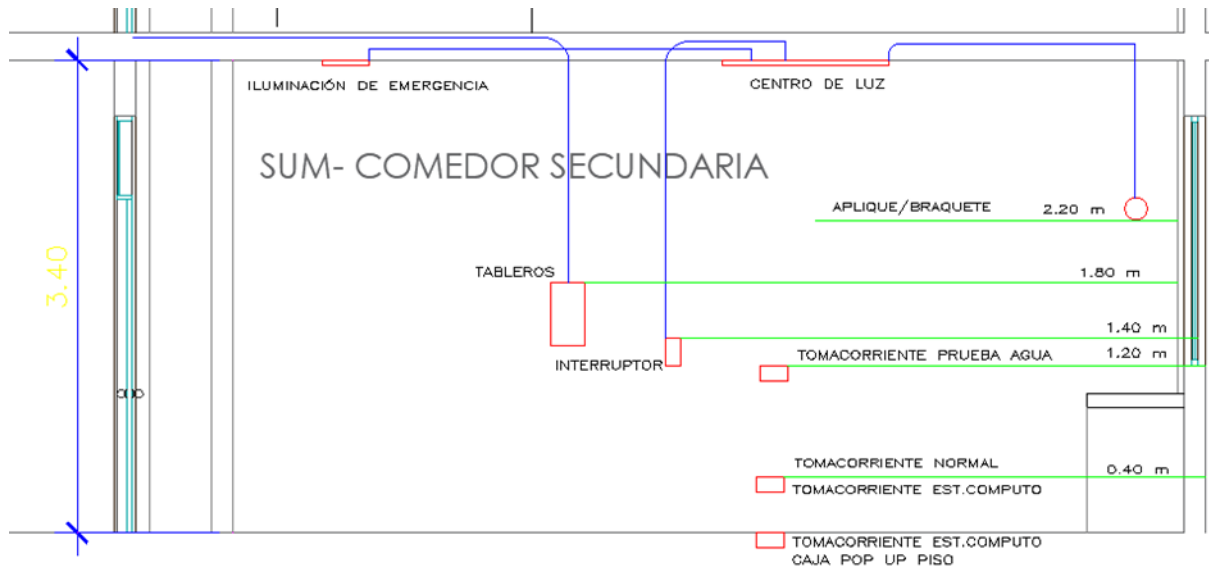 ILUMINACIÓN DE EMERGENCIA
CENTRO DE LUZ
SUM- COMEDOR SECUNDARIA
APLIQUE/BRAQUETE 2.20 m
3.40
TABLEROS 1.80 m
1.40 m
INTERRUPTOR
TOMACORRIENTE PRUEBA AGUA 1.20 m
TOMACORRIENTE NORMAL 0.40 m
TOMACORRIENTE EST.COMPUTO
TOMACORRIENTE EST.COMPUTO
CAJA POP UP PISO